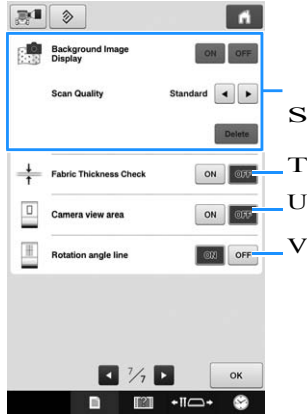 Background Image
Display
ON OFF
Scan Quality
Standard
S
Delete
Fabric Thickness Check
ON OFF
T
Camera view area
ON OFF
U
Rotation angle line
ON OFF
V
7/7
OK